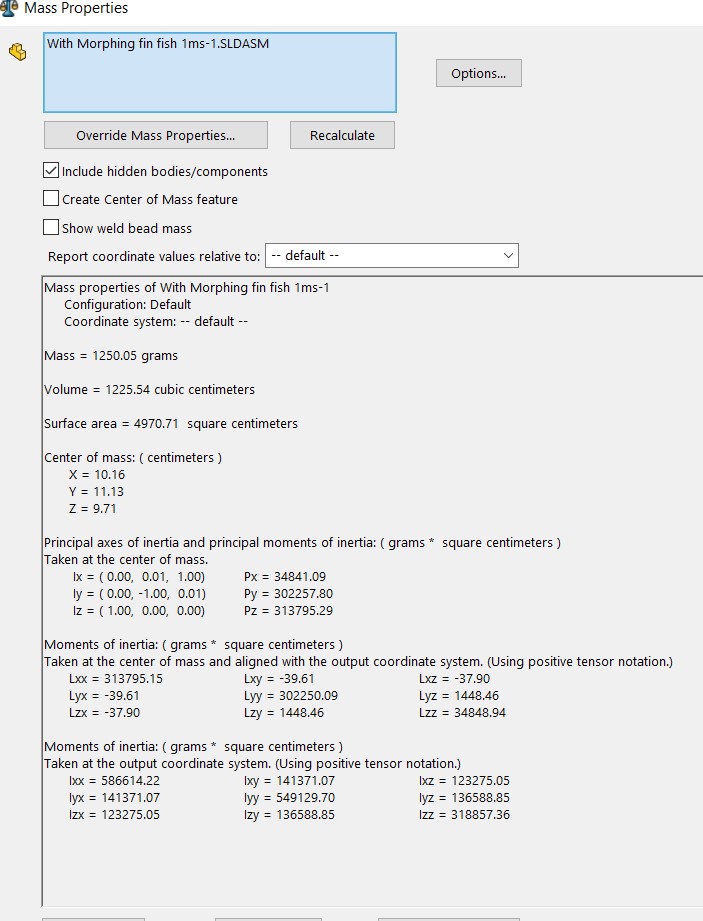 Mass Properties
With Morphing fin fish 1ms-1.SLDASM
Options...
Override Mass Properties...
Recalculate
Include hidden bodies/components
Create Center of Mass feature
Show weld bead mass
Report coordinate values relative to: -- default --
Mass properties of With Morphing fin fish 1ms-1
Configuration: Default
Coordinate system: -- default --
Mass = 1250.05 grams
Volume = 1225.54 cubic centimeters
Surface area = 4970.71 square centimeters
Center of mass: ( centimeters )
X = 10.16
Y = 11.13
Z = 9.71
Principal axes of inertia and principal moments of inertia: ( grams * square centimeters )
Taken at the center of mass.
Ix = ( 0.00, 0.01, 1.00) Px = 34841.09
Iy = ( 0.00, -1.00, 0.01) Py = 302257.80
Iz = ( 1.00, 0.00, 0.00) Pz = 313795.29
Moments of inertia: ( grams * square centimeters )
Taken at the center of mass and aligned with the output coordinate system. (Using positive tensor notation.)
Lxx = 313795.15 Lxy = -39.61 Lxz = -37.90
Lyx = -39.61 Lyy = 302250.09 Lyz = 1448.46
Lzx = -37.90 Lzy = 1448.46 Lzz = 34848.94
Moments of inertia: ( grams * square centimeters )
Taken at the output coordinate system. (Using positive tensor notation.)
Ixx = 586614.22 Ixy = 141371.07 Ixz = 123275.05
Iyx = 141371.07 Iyy = 549129.70 Iyz = 136588.85
Izx = 123275.05 Izy = 136588.85 Izz = 318857.36